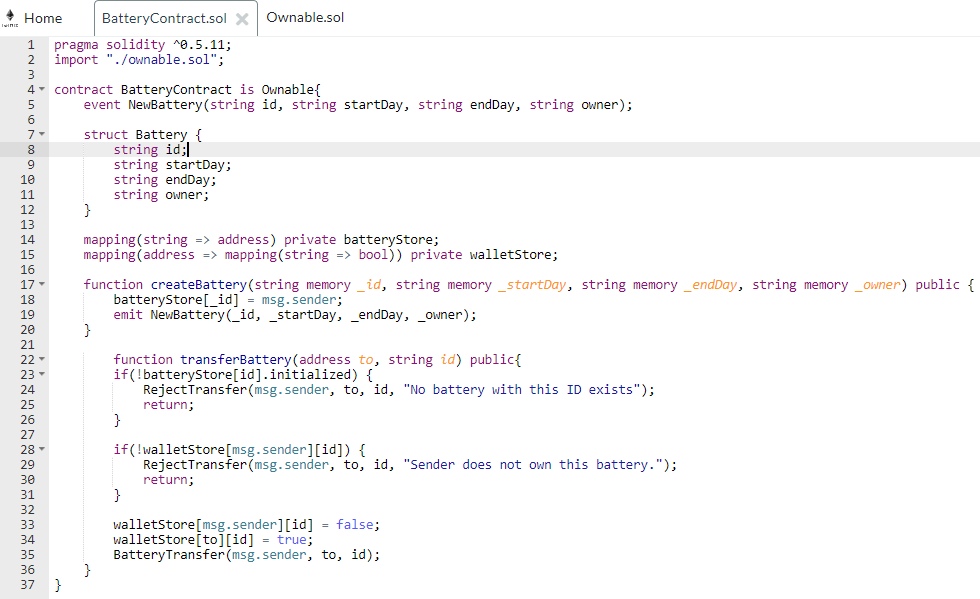 Home
BatteryContract.sol
Ownable.sol
1 pragma solidity ^0.5.11;
2 import "./ownable.sol";
3
4 contract BatteryContract is Ownable{
5 event NewBattery(string id, string startDay, string endDay, string owner);
6
7 struct Battery {
8 string id;
9 string startDay;
10 string endDay;
11 string owner;
12 }
13
14 mapping(string => address) private batteryStore;
15 mapping(address => mapping(string => bool)) private walletStore;
16
17 function createBattery(string memory _id, string memory _startDay, string memory _endDay, string memory _owner) public {
18 batteryStore[_id] = msg.sender;
19 emit NewBattery(_id, _startDay, _endDay, _owner);
20 }
21
22 function transferBattery(address to, string id) public{
23 if(!batteryStore[id].initialized) {
24 RejectTransfer(msg.sender, to, id, "No battery with this ID exists");
25 return;
26 }
27
28 if(!walletStore[msg.sender][id]) {
29 RejectTransfer(msg.sender, to, id, "Sender does not own this battery.");
30 return;
31 }
32
33 walletStore[msg.sender][id] = false;
34 walletStore[to][id] = true;
35 BatteryTransfer(msg.sender, to, id);
36 }
37 }